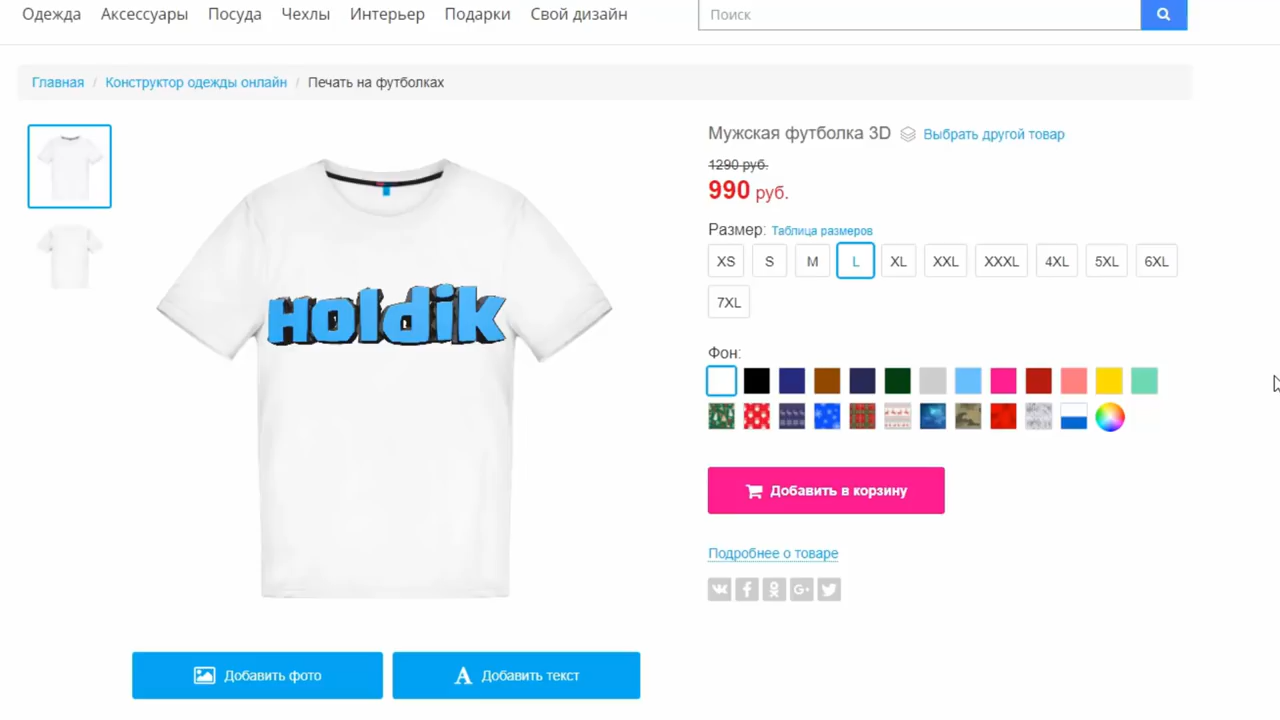 Одежда Аксессуары Посуда Чехлы Интерьер Подарки Свой дизайн Поиск
Главная / Конструктор одежды онлайн / Печать на футболках
Мужская футболка 3D Выбрать другой товар
1290 руб.
990 руб.
Размер: Таблица размеров
XS S M L XL XXL XXXL 4XL 5XL 6XL
7XL
Holdik
Фон:
Добавить в корзину
Подробнее о товаре
Добавить фото Добавить текст